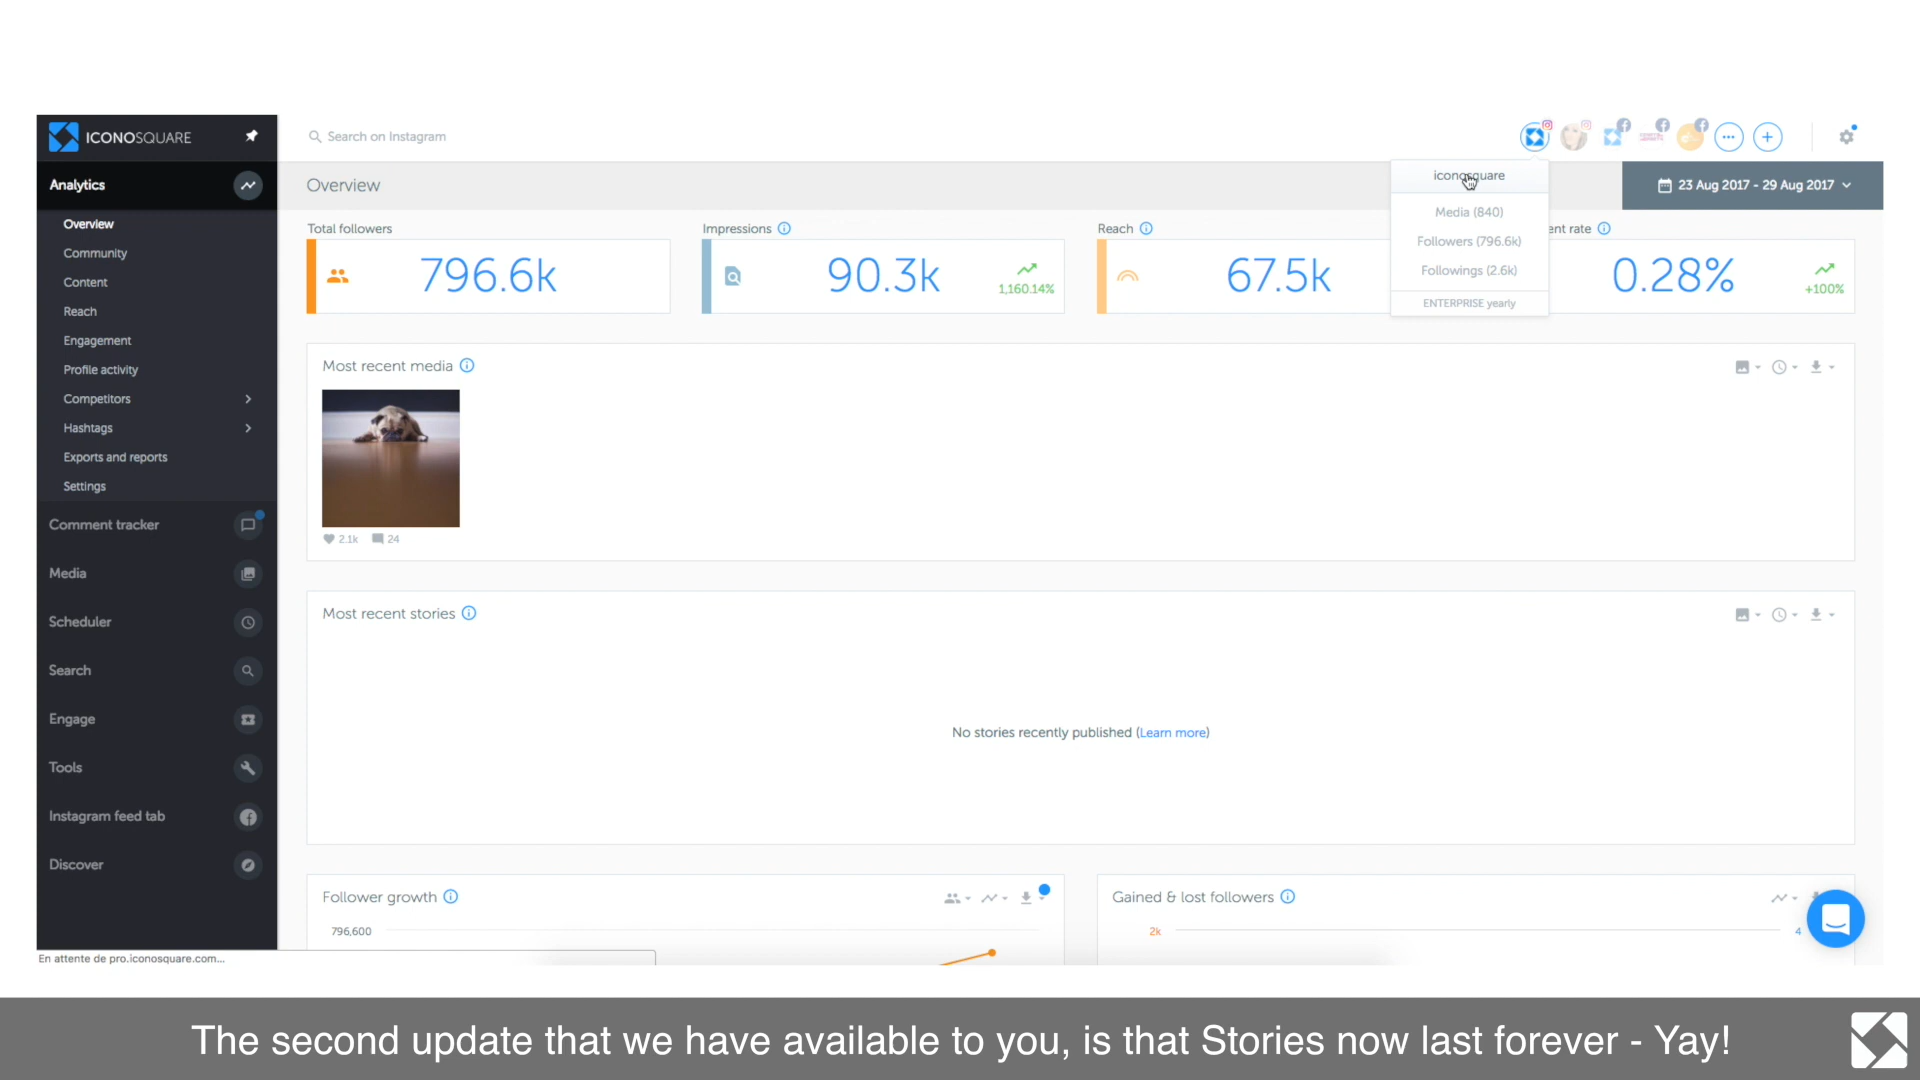 ICONOSQUARE
Search on Instagram
Analytics
Overview
iconosquare
23 Aug 2017 - 29 Aug 2017
Overview
Community
Content
Reach
Engagement
Profile activity
Competitors
Hashtags
Exports and reports
Settings
Comment tracker
Media
Scheduler
Search
Engage
Tools
Instagram feed tab
Discover
Media (840)
Followers (796.6k)
Followings (2.6k)
ENTERPRISE yearly
Total followers
796.6k
Impressions
90.3k
1,160.14%
Reach
67.5k
ent rate
0.28%
+100%
Most recent media
2.1k 24
Most recent stories
No stories recently published (Learn more)
Follower growth
796,600
Gained & lost followers
2k 4
En attente de pro.iconosquare.com...
The second update that we have available to you, is that Stories now last forever - Yay!